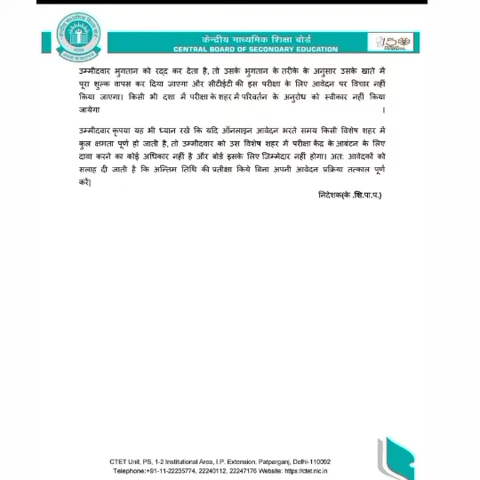 केन्द्रीय माध्यमिक शिक्षा बोर्ड
CENTRAL BOARD OF SECONDARY EDUCATION
उम्मीदवार भुगतान को रद्द कर देता है, तो उसके भुगतान के तरीके के अनुसार उसके खाते में
पूरा शुल्क वापस कर दिया जाएगा और सीटीईटी की इस परीक्षा के लिए आवेदन पर विचार नहीं
किया जाएगा। किसी भी दशा में परीक्षा के शहर में परिवर्तन के अनुरोध को स्वीकार नहीं किया
जायेगा ।
उम्मीदवार कृपया यह भी ध्यान रखें कि यदि ऑनलाइन आवेदन भरते समय किसी विशेष शहर में
कुल क्षमता पूर्ण हो जाती है, तो उम्मीदवार को उस विशेष शहर में परीक्षा केंद्र के आबंटन के लिए
दावा करने का कोई अधिकार नहीं है और बोर्ड इसके लिए जिम्मेदार नहीं होगा। अत: आवेदकों को
सलाह दी जाती है कि अन्तिम तिथि की प्रतीक्षा किये बिना अपनी आवेदन प्रक्रिया तत्काल पूर्ण
करें|
निदेशक(के .शि.पा.प.)
CTET Unit, PS, 1-2 Institutional Area, I.P. Extension. Patparganj, Delhi-110092
Telephone:+91-11-22235774, 22240112, 22247176 Website: https://ctet.nic.in